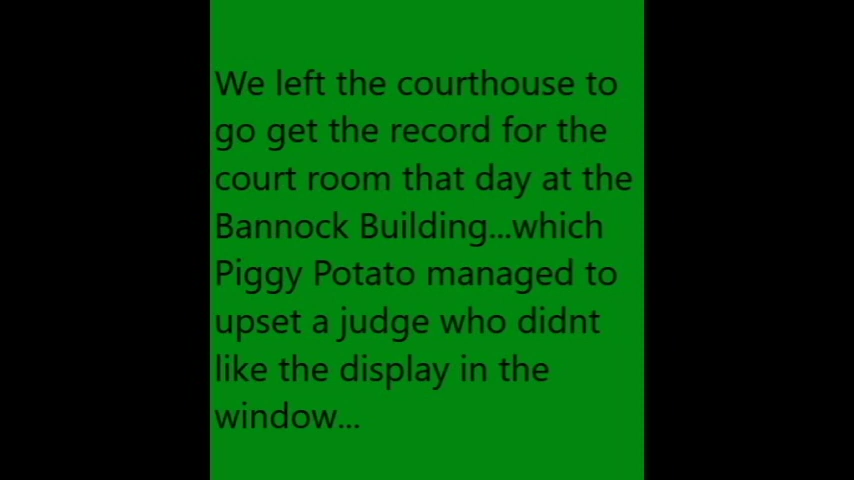 We left the courthouse to
go get the record for the
court room that day at the
Bannock Building...which
Piggy Potato managed to
upset a judge who didnt
like the display in the
window...